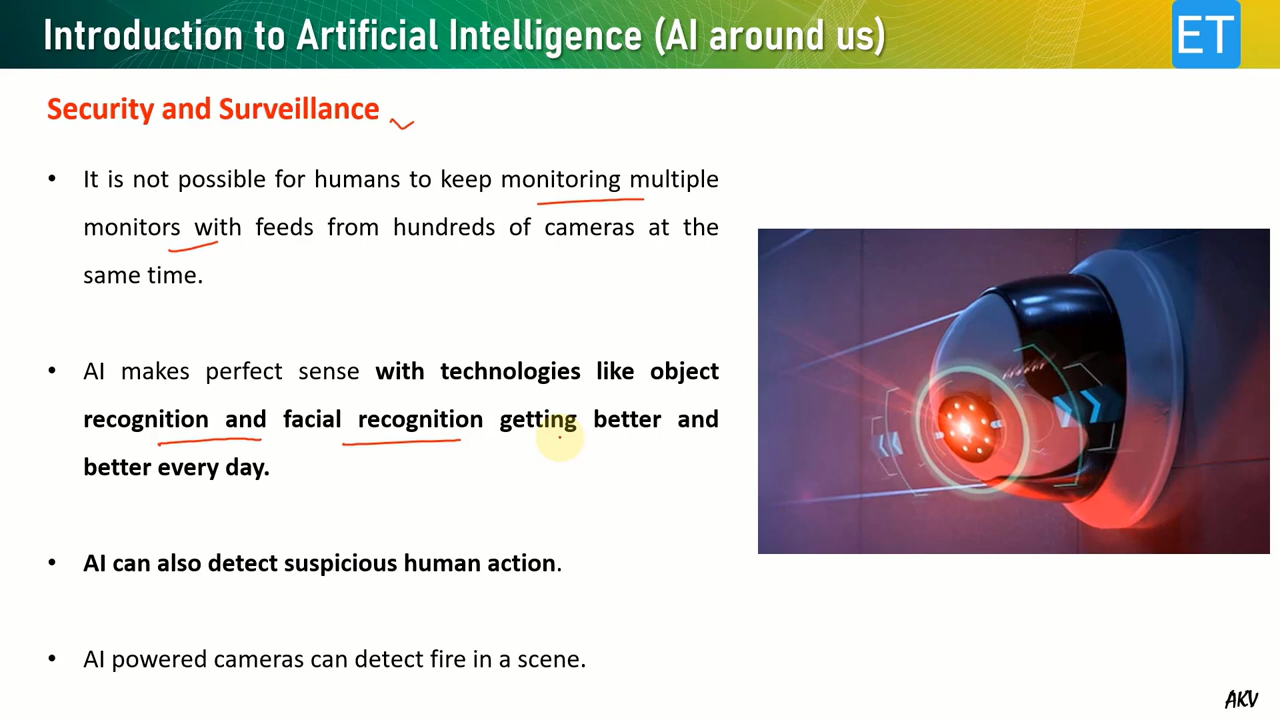 Introduction to Artificial Intelligence (AI around us)
ET
Security and Surveillance
• It is not possible for humans to keep monitoring multiple
monitors with feeds from hundreds of cameras at the
same time.
• AI makes perfect sense with technologies like object
recognition and facial recognition getting better and
better every day.
• AI can also detect suspicious human action.
• AI powered cameras can detect fire in a scene.
AKV